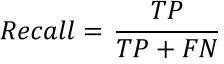 Recall = TP / TP + FN